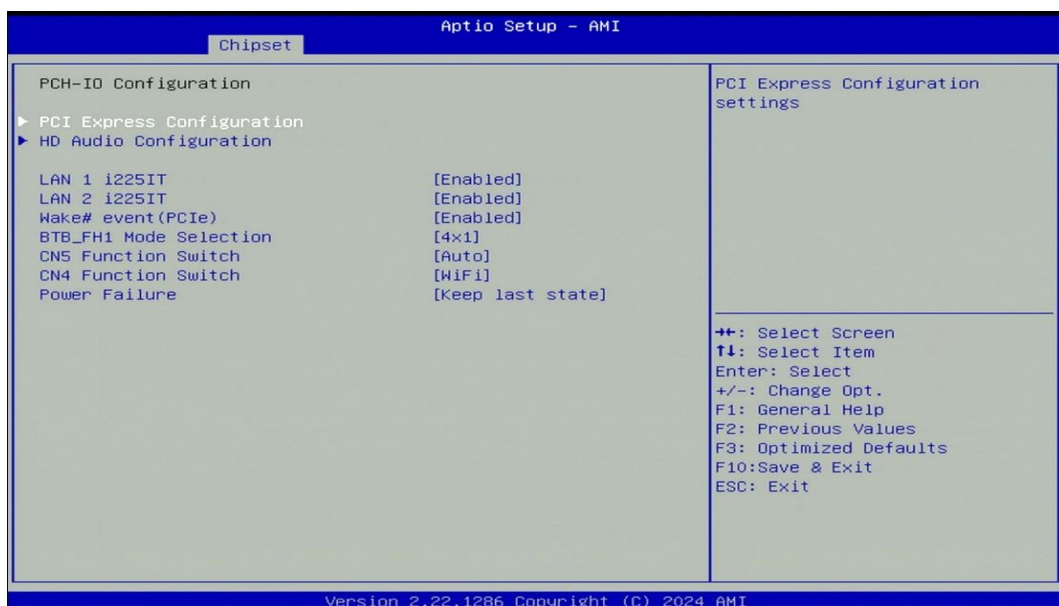 Aptio Setup - AMI
Chipset
PCH-IO Configuration
PCI Express Configuration
HD Audio Configuration
LAN 1 i225IT [Enabled]
LAN 2 i225IT [Enabled]
Wake# event(PCIe) [Enabled]
BTB_FH1 Mode Selection [4x1]
CN5 Function Switch [Auto]
CN4 Function Switch [WiFi]
Power Failure [Keep last state]
PCI Express Configuration
settings
→←: Select Screen
↑↓: Select Item
Enter: Select
+/-: Change Opt.
F1: General Help
F2: Previous Values
F3: Optimized Defaults
F10:Save & Exit
ESC: Exit
Version 2.22.1286 Copyright (C) 2024 AMI